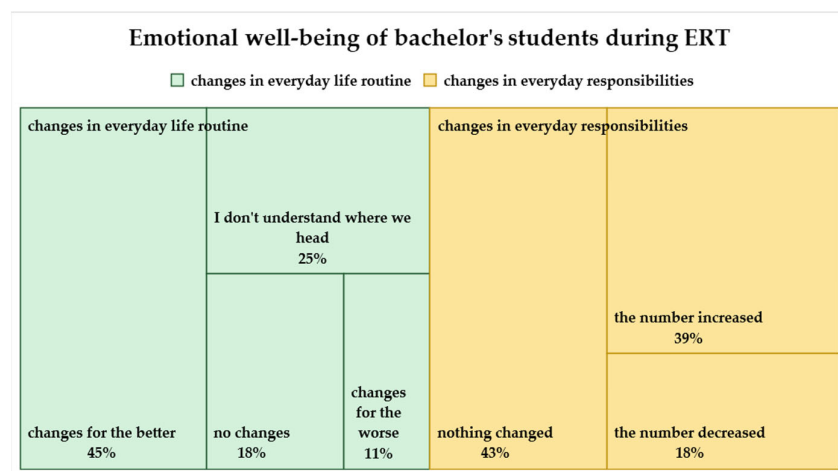 Emotional well-being of bachelor's students during ERT
changes in everyday life routine changes in everyday responsibilities
changes in everyday life routine
changes for the better
45%
I don't understand where we
head
25%
no changes
18%
changes
for the
worse
11%
changes in everyday responsibilities
nothing changed
43%
the number increased
39%
the number decreased
18%